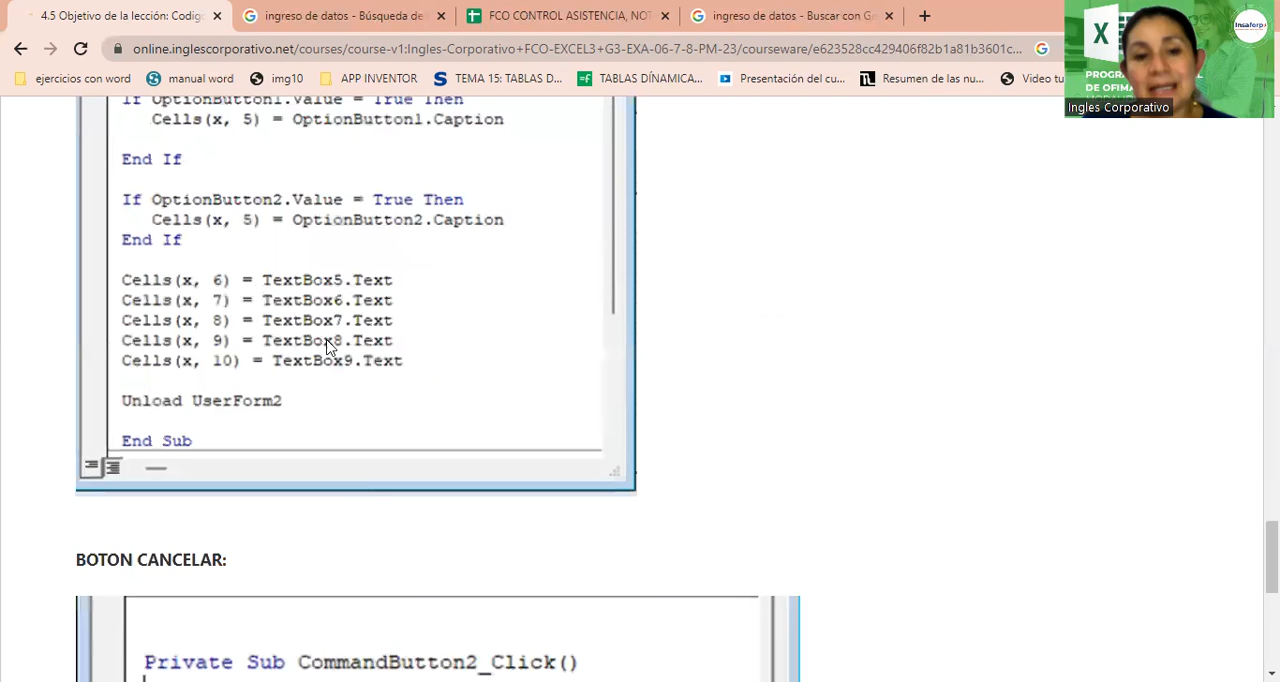 4.5 Objetivo de la lección: Codigo
ingreso de datos - Búsqueda de
FCO CONTROL ASISTENCIA, NOT
ingreso de datos - Buscar con Go
online.inglescorporativo.net/courses/course-v1:Ingles-Corporativo+FCO-EXCEL3+G3-EXA-06-7-8-PM-23/courseware/e623528cc429406f82b1a81b3601c...
ejercicios con word
manual word
img10
APP INVENTOR
TEMA 15: TABLAS D...
TABLAS DÍNAMICA...
Presentación del cu...
Resumen de las nu...
Video tu
Insaforp
Ingles Corporativo
If OptionButton1.Value = True Then
Cells(x, 5) = OptionButton1.Caption
End If
If OptionButton2.Value = True Then
Cells(x, 5) = OptionButton2.Caption
End If
Cells(x, 6) = TextBox5.Text
Cells(x, 7) = TextBox6.Text
Cells(x, 8) = TextBox7.Text
Cells(x, 9) = TextBox8.Text
Cells(x, 10) = TextBox9.Text
Unload UserForm2
End Sub
BOTON CANCELAR:
Private Sub CommandButton2_Click()